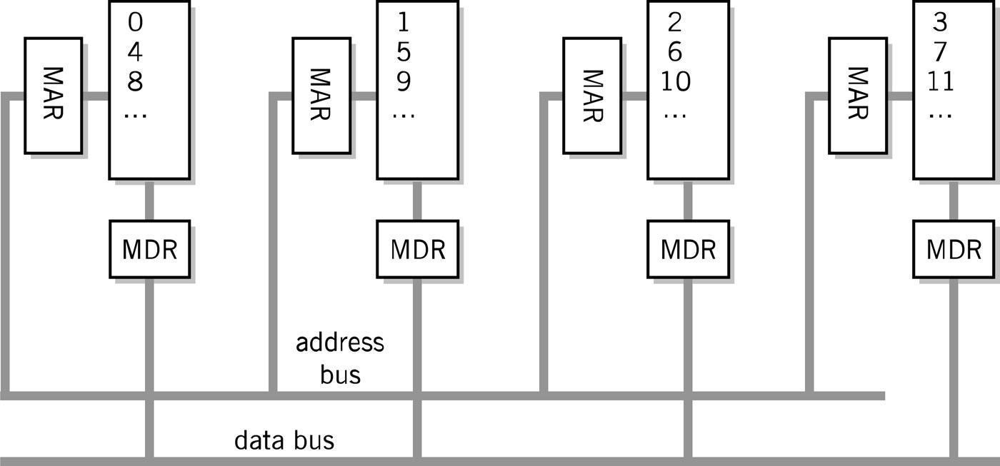 MAR
0
4
8
...
MAR
1
5
9
...
MAR
2
6
10
...
MAR
3
7
11
...
MDR
MDR
MDR
MDR
address
bus
data bus